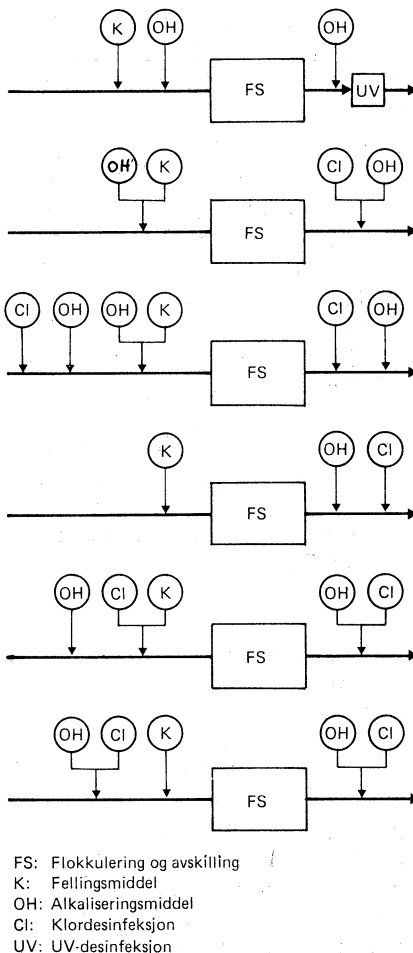 K OH OH
FS UV
OH' K Cl OH
FS
Cl OH OH K Cl OH
FS
K OH Cl
FS
OH Cl K OH Cl
FS
OH Cl K OH Cl
FS
FS: Flokkulering og avskilling
K: Fellingsmiddel
OH: Alkaliseringsmiddel
Cl: Klordesinfeksjon
UV: UV-desinfeksjon